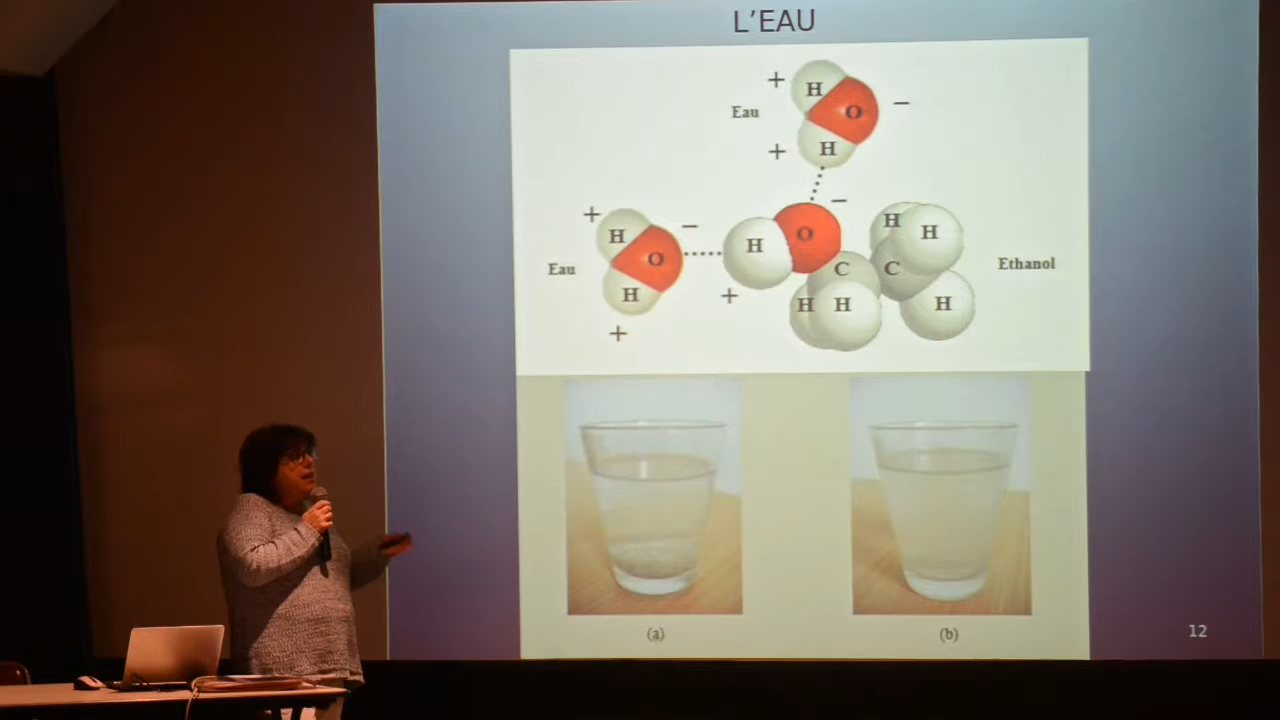 L'EAU
+ H
Eau O −
+ H
−
+ H − H O H H
Eau O C C Ethanol
H + H H H
+
(a) (b)
12